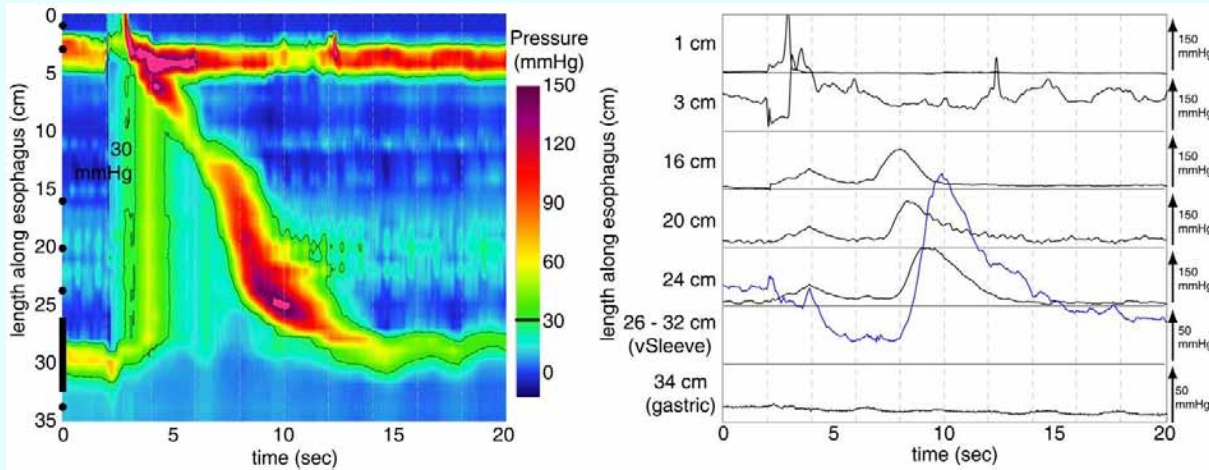 length along esophagus (cm)
0
5
10
15
20
25
30
35
30
mmHg
0 5 10 15 20
time (sec)
Pressure
(mmHg)
150
120
90
60
30
0
length along esophagus (cm)
1 cm
3 cm
16 cm
20 cm
24 cm
26 - 32 cm
(vSleeve)
34 cm
(gastric)
150
mmHg
150
mmHg
150
mmHg
150
mmHg
150
mmHg
50
mmHg
50
mmHg
0 5 10 15 20
time (sec)